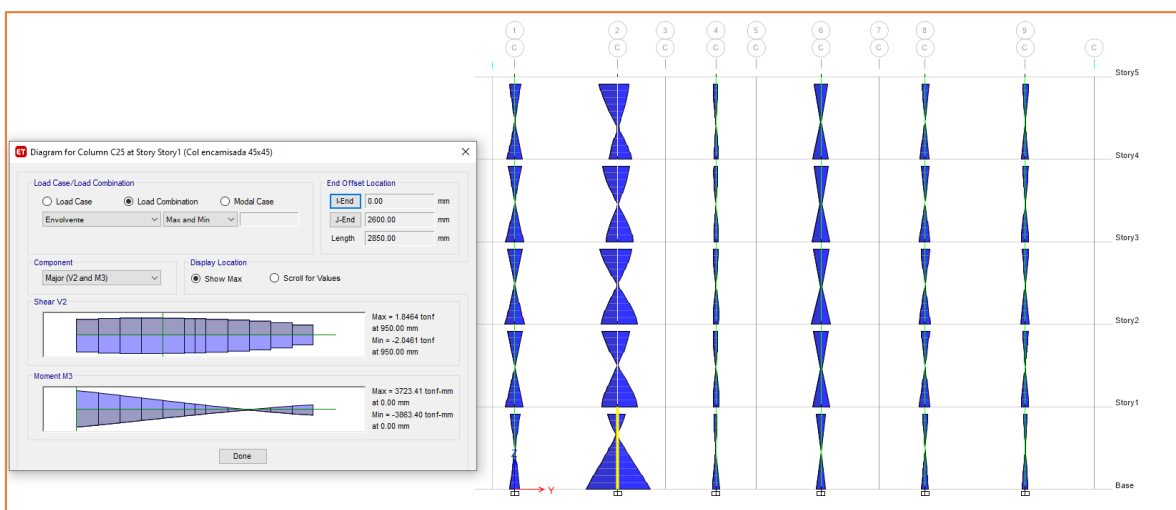 ET Diagram for Column C25 at Story Story1 (Col encamisada 45x45)
Load Case/Load Combination
Load Case
Load Combination
Modal Case
Envolvente
Max and Min
End Offset Location
I-End
0.00
mm
J-End
2600.00
mm
Length
2850.00
mm
Component
Major (V2 and M3)
Display Location
Show Max
Scroll for Values
Shear V2
Max = 1.8464 tonf
at 950.00 mm
Min = -2.0461 tonf
at 950.00 mm
Moment M3
Max = 3723.41 tonf-mm
at 0.00 mm
Min = -3863.40 tonf-mm
at 0.00 mm
Done
1 2 3 4 5 6 7 8 9
C C C C C C C C C C
Story5
Story4
Story3
Story2
Story1
Z
Y
Base